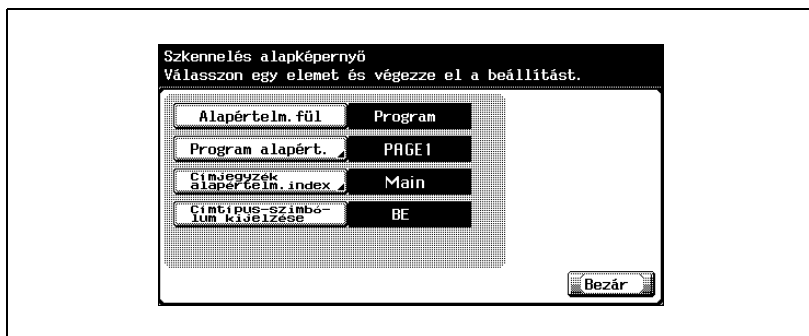 Szkennelés alapképernyő
Válasszon egy elemet és végezze el a beállítást.
Alapértelm.fül Program
Program alapért. PAGE1
Címjegyzék
alapértelm.index Main
Címtípus-szimbó-
lum kijelzése BE
Bezár